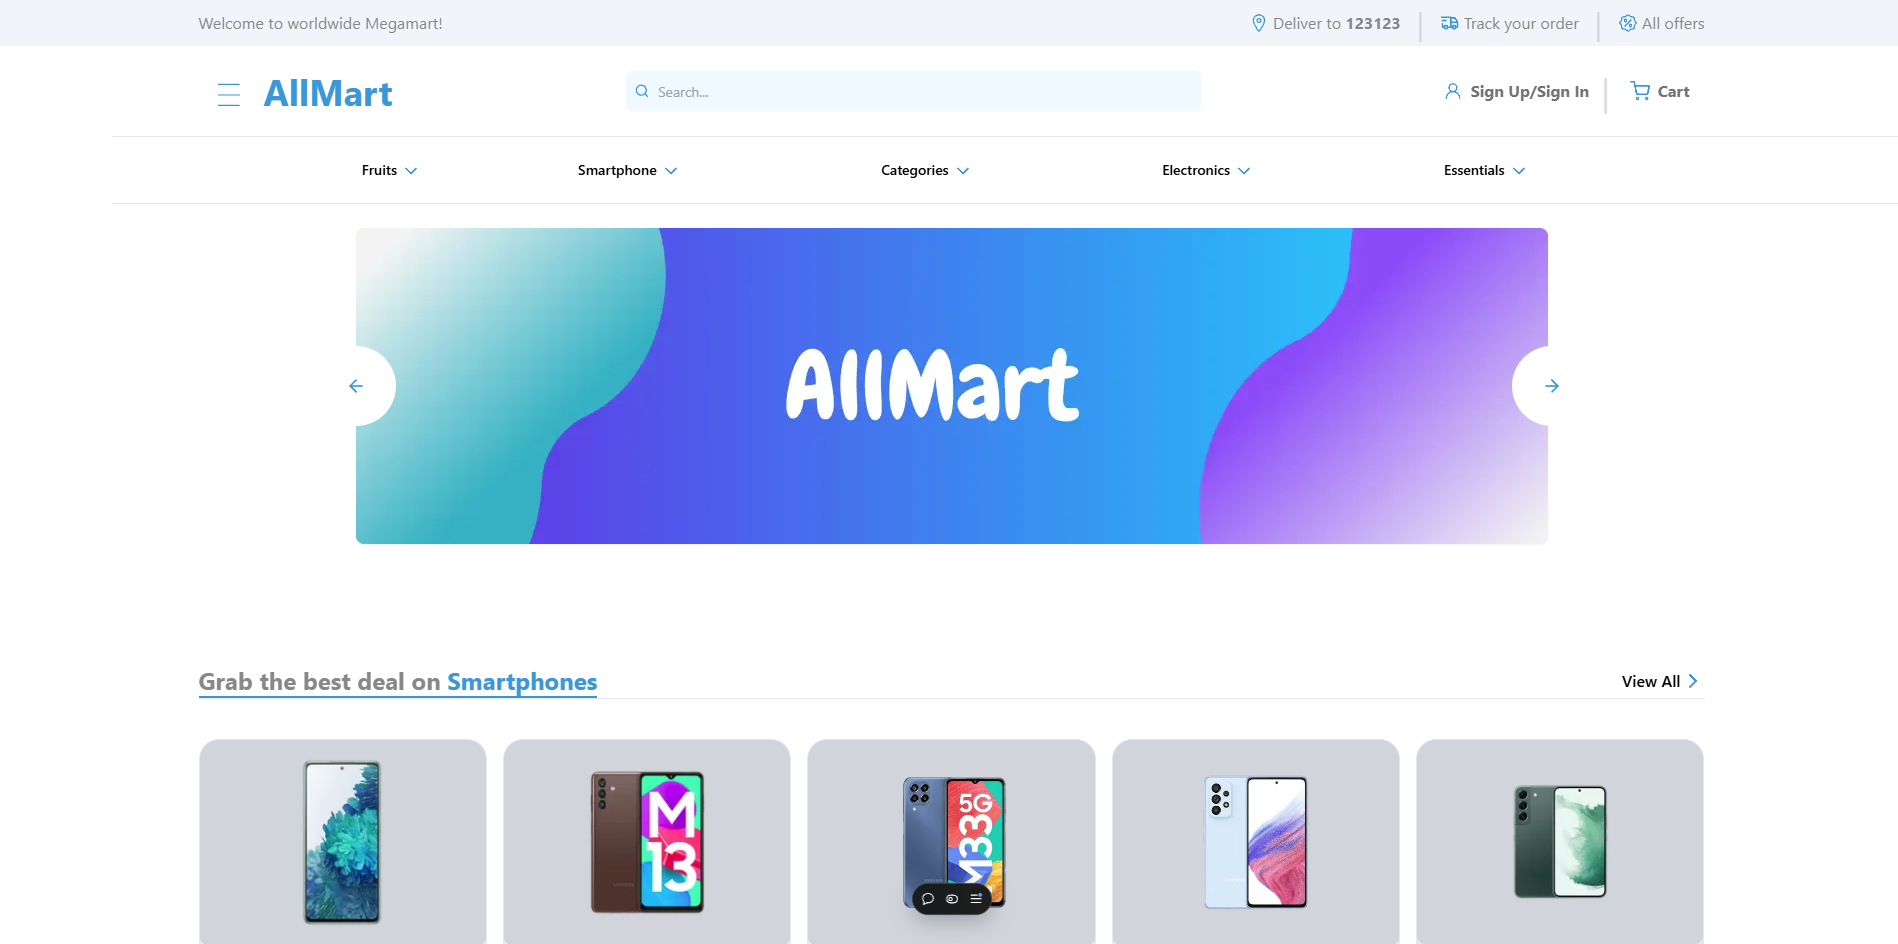 Welcome to worldwide Megamart!
Deliver to 123123
Track your order
All offers
AllMart
Search...
Sign Up/Sign In
Cart
Fruits
Smartphone
Categories
Electronics
Essentials
AllMart
Grab the best deal on Smartphones
View All
M
13
5G
M33